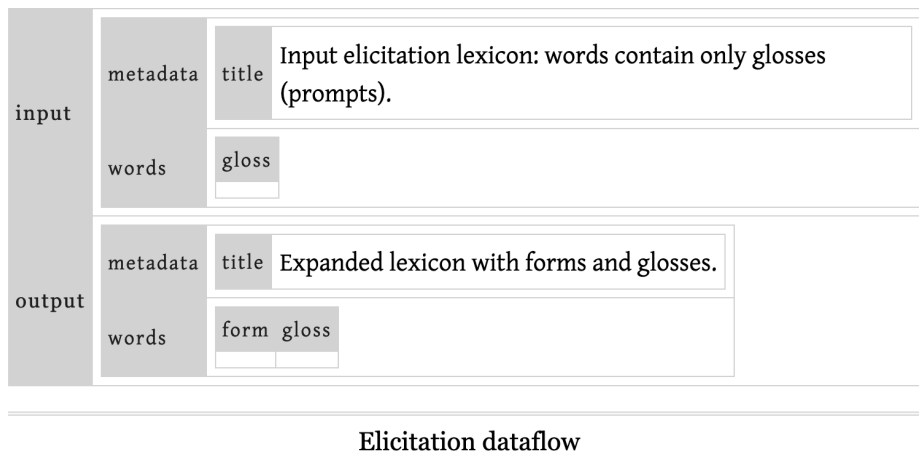 input
metadata
title
Input elicitation lexicon: words contain only glosses
(prompts).
words
gloss
output
metadata
title
Expanded lexicon with forms and glosses.
words
form gloss
Elicitation dataflow